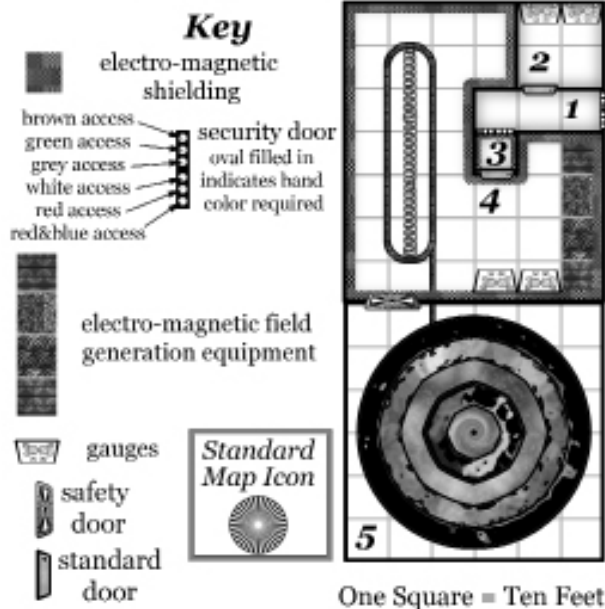 Key
electro-magnetic
shielding
brown access
green access
grey access
white access
red access
red&blue access
security door
oval filled in
indicates band
color required
electro-magnetic field
generation equipment
gauges
safety
door
standard
door
Standard
Map Icon
1
2
3
4
5
One Square = Ten Feet